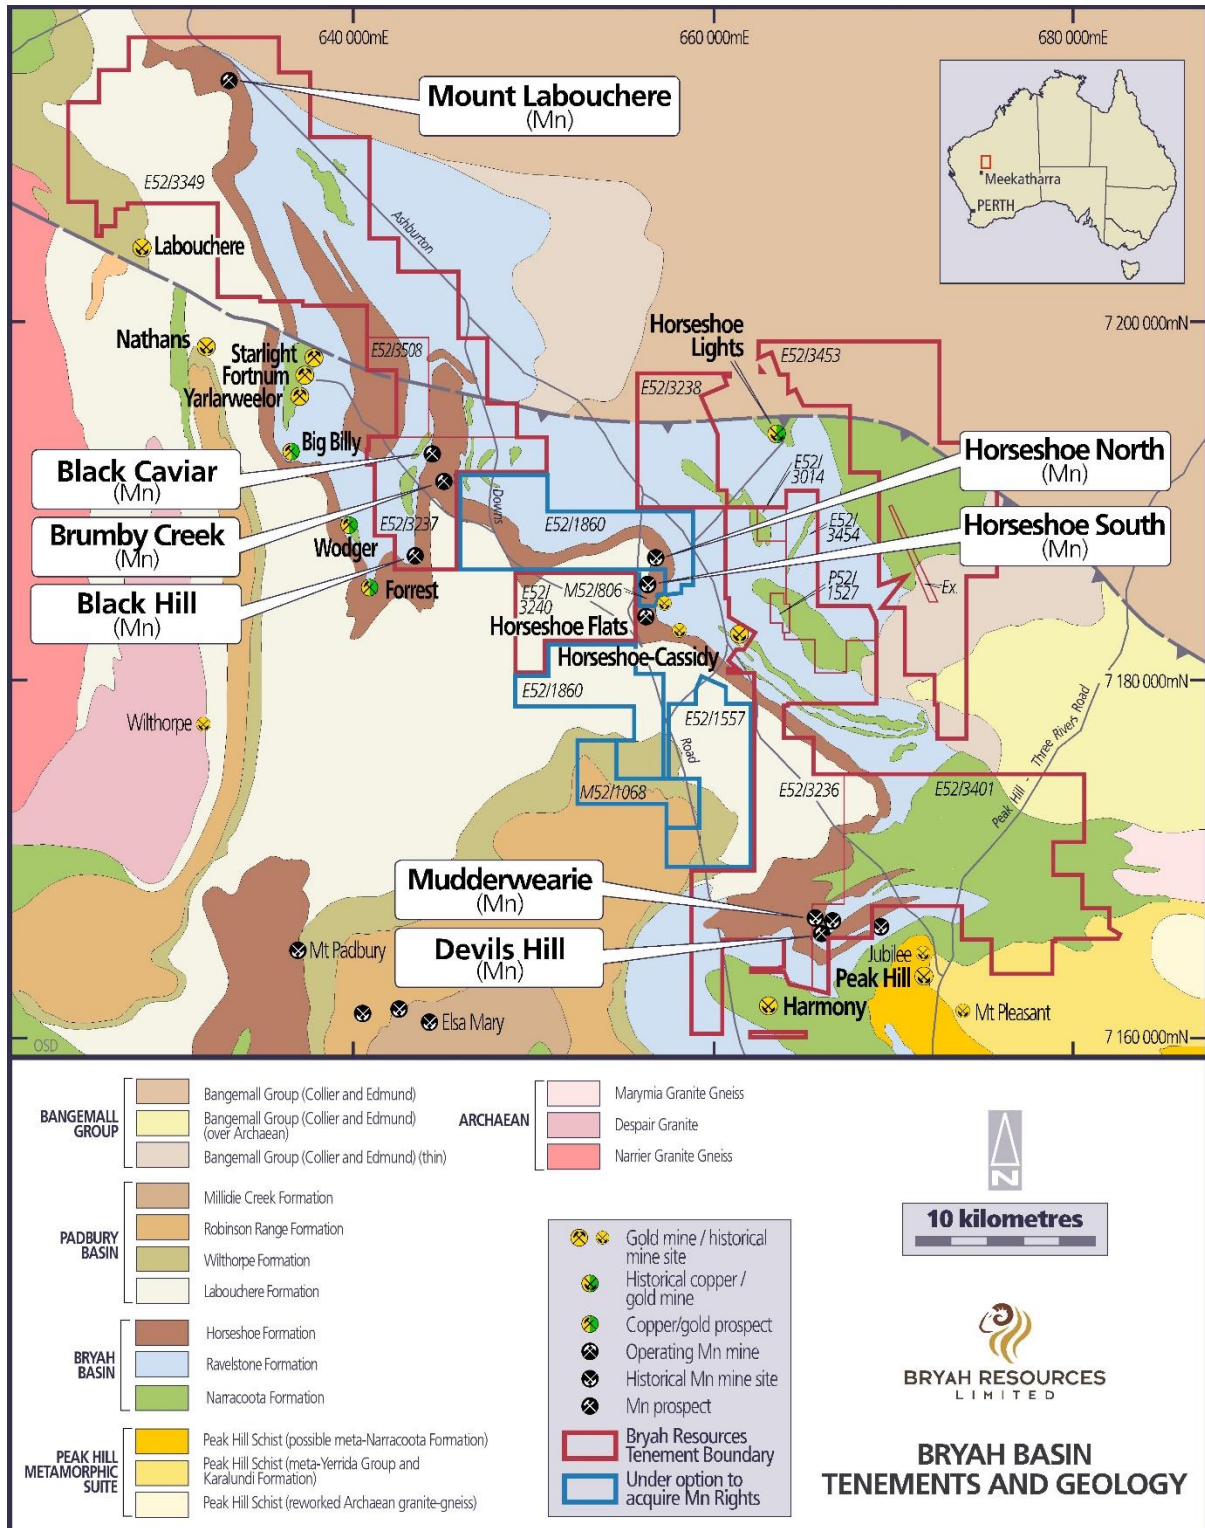 640 000mE
660 000mE
680 000mE
Mount Labouchere
(Mn)
Meekatharra
PERTH
E52/3349
Ashburton
Labouchere
7 200 000mN
Horseshoe
Lights
Nathans
Starlight
Fortnum
Yarlarweelor
E52/3508
E52/3453
E52/3238
Big Billy
Black Caviar
(Mn)
Horseshoe North
(Mn)
E52/
3014
Downs
E52/1860
E52/3237
E52/
3454
Brumby Creek
(Mn)
Wodger
Horseshoe South
(Mn)
Black Hill
(Mn)
Forrest
E52/
3240
M52/806
P52/
1527
Ex.
Horseshoe Flats
Horseshoe-Cassidy
7 180 000mN
E52/1860
E52/1557
Wilthorpe
Road
Peak Hill - Three Rivers Road
M52/1068
E52/3236
E52/3401
Mudderwearie
(Mn)
Devils Hill
(Mn)
Mt Padbury
Jubilee
Peak Hill
Harmony
Mt Pleasant
Elsa Mary
OSD
7 160 000mN
BANGEMALL
GROUP
Bangemall Group (Collier and Edmund)
Bangemall Group (Collier and Edmund)
(over Archaean)
Bangemall Group (Collier and Edmund) (thin)
PADBURY
BASIN
Millidie Creek Formation
Robinson Range Formation
Wilthorpe Formation
Labouchere Formation
BRYAH
BASIN
Horseshoe Formation
Ravelstone Formation
Narracoota Formation
PEAK HILL
METAMORPHIC
SUITE
Peak Hill Schist (possible meta-Narracoota Formation)
Peak Hill Schist (meta-Yerrida Group and
Karalundi Formation)
Peak Hill Schist (reworked Archaean granite-gneiss)
ARCHAEAN
Marymia Granite Gneiss
Despair Granite
Narrier Granite Gneiss
Gold mine / historical
mine site
Historical copper /
gold mine
Copper/gold prospect
Operating Mn mine
Historical Mn mine site
Mn prospect
Bryah Resources
Tenement Boundary
Under option to
acquire Mn Rights
N
10 kilometres
BRYAH RESOURCES
LIMITED
BRYAH BASIN
TENEMENTS AND GEOLOGY